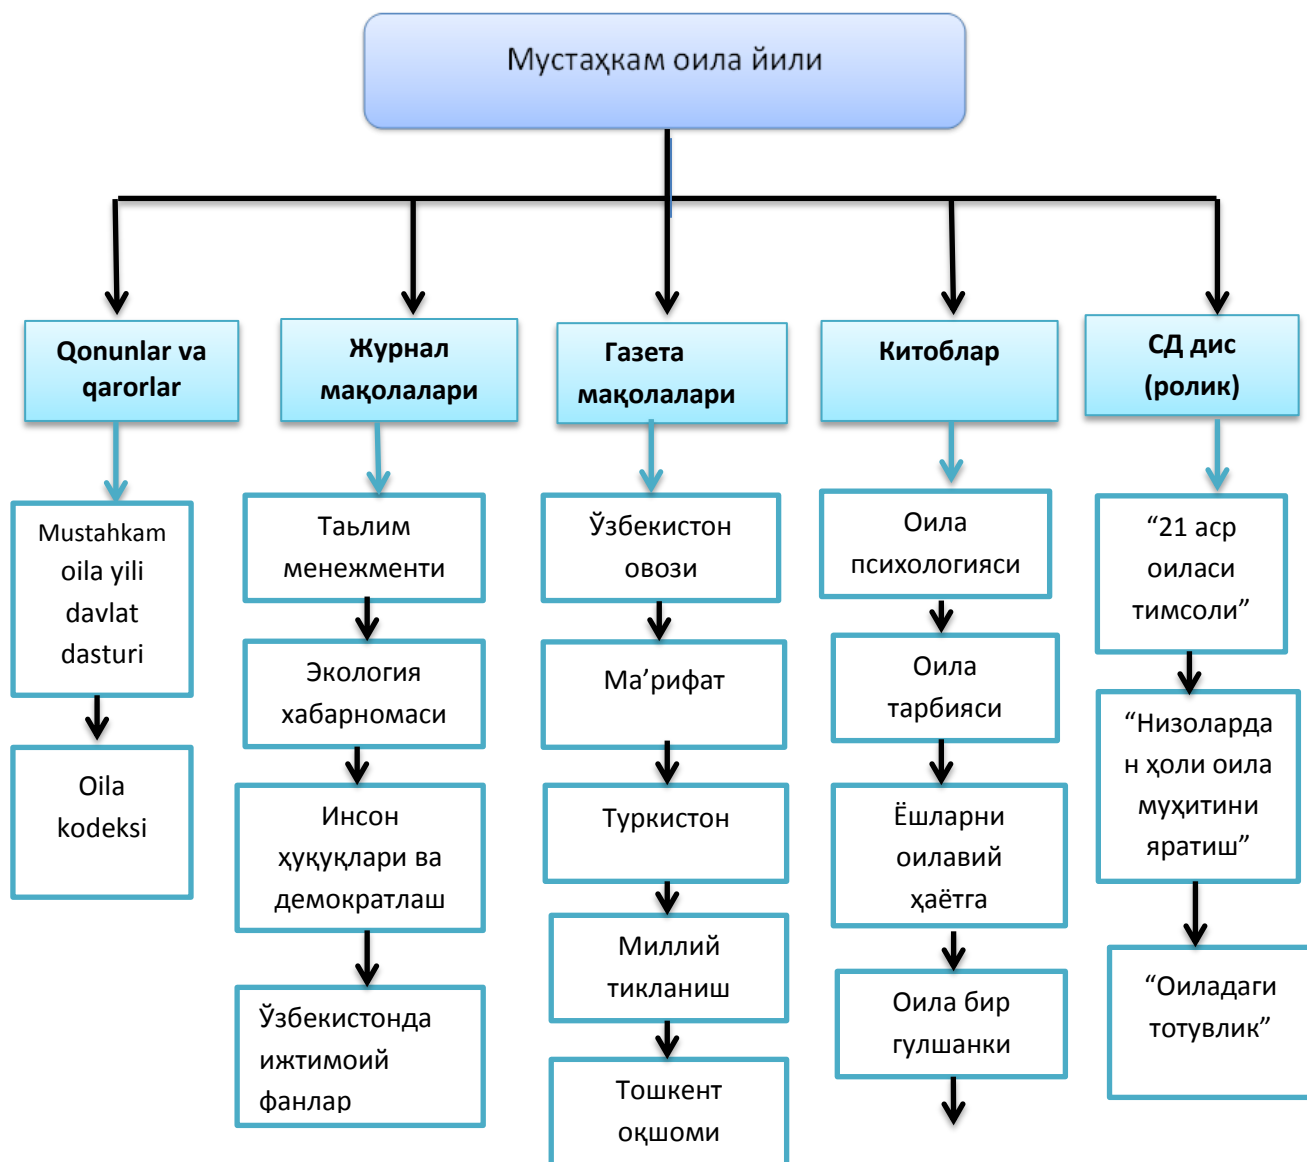 Мустаҳкам оила йили
Qonunlar va
qarorlar
Журнал
мақолалари
Газета
мақолалари
Китоблар
СД дис
(ролик)
Mustahkam
oila yili
davlat
dasturi
Oila
kodeksi
Таьлим
менежменти
Экология
хабарномаси
Инсон
ҳуқуқлари ва
демократлаш
Ўзбекистонда
ижтимоий
фанлар
Ўзбекистон
овози
Ма’рифат
Туркистон
Миллий
тикланиш
Тошкент
оқшоми
Оила
психологияси
Оила
тарбияси
Ёшларни
оилавий
ҳаётга
Оила бир
гулшанки
“21 аср
оиласи
тимсоли”
“Низоларда
н ҳоли оила
муҳитини
яратиш”
“Оиладаги
тотувлик”